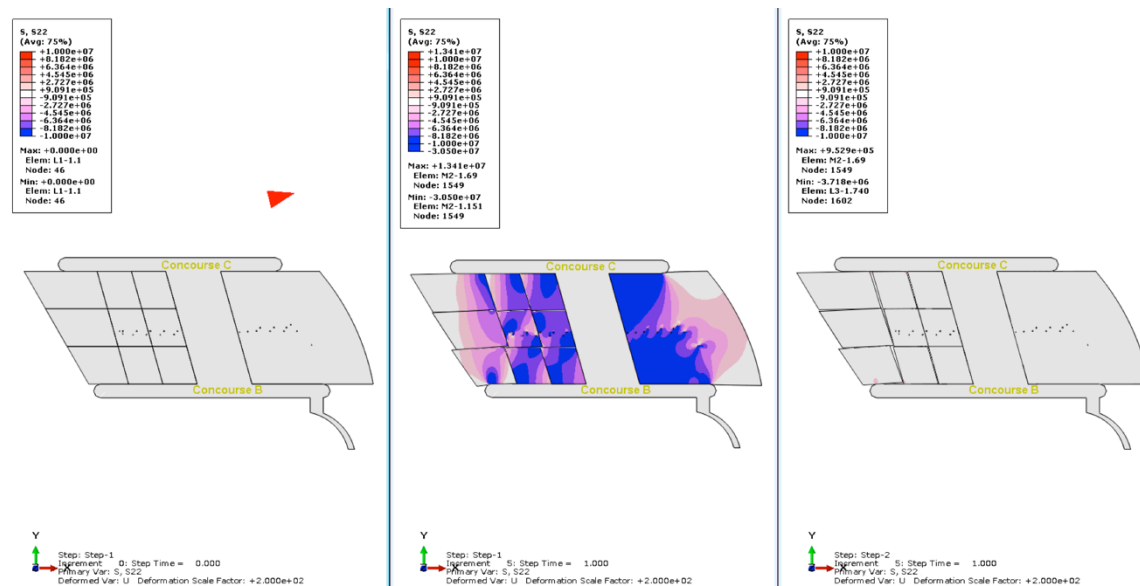 S, S22
(Avg: 75%)
+1.000e+07
+8.182e+06
+6.364e+06
+4.545e+06
+2.727e+06
+9.091e+05
-9.091e+05
-2.727e+06
-4.545e+06
-6.364e+06
-8.182e+06
-1.000e+07
Max: +0.000e+00
Elem: L1-1.1
Node: 46
Min: +0.000e+00
Elem: L1-1.1
Node: 46
Concourse C
Concourse B
Y
X
Step: Step-1
Increment 0: Step Time = 0.000
Primary Var: S, S22
Deformed Var: U Deformation Scale Factor: +2.000e+02
S, S22
(Avg: 75%)
+1.341e+07
+1.000e+07
+8.182e+06
+6.364e+06
+4.545e+06
+2.727e+06
+9.091e+05
-9.091e+05
-2.727e+06
-4.545e+06
-6.364e+06
-8.182e+06
-1.000e+07
-3.050e+07
Max: +1.341e+07
Elem: M2-1.69
Node: 1549
Min: -3.050e+07
Elem: M2-1.151
Node: 1549
Concourse C
Concourse B
Y
X
Step: Step-1
Increment 5: Step Time = 1.000
Primary Var: S, S22
Deformed Var: U Deformation Scale Factor: +2.000e+02
S, S22
(Avg: 75%)
+1.000e+07
+8.182e+06
+6.364e+06
+4.545e+06
+2.727e+06
+9.091e+05
-9.091e+05
-2.727e+06
-4.545e+06
-6.364e+06
-8.182e+06
-1.000e+07
Max: +9.529e+05
Elem: M2-1.69
Node: 1549
Min: -3.718e+06
Elem: L3-1.740
Node: 1602
Concourse C
Concourse B
Y
X
Step: Step-2
Increment 5: Step Time = 1.000
Primary Var: S, S22
Deformed Var: U Deformation Scale Factor: +2.000e+02